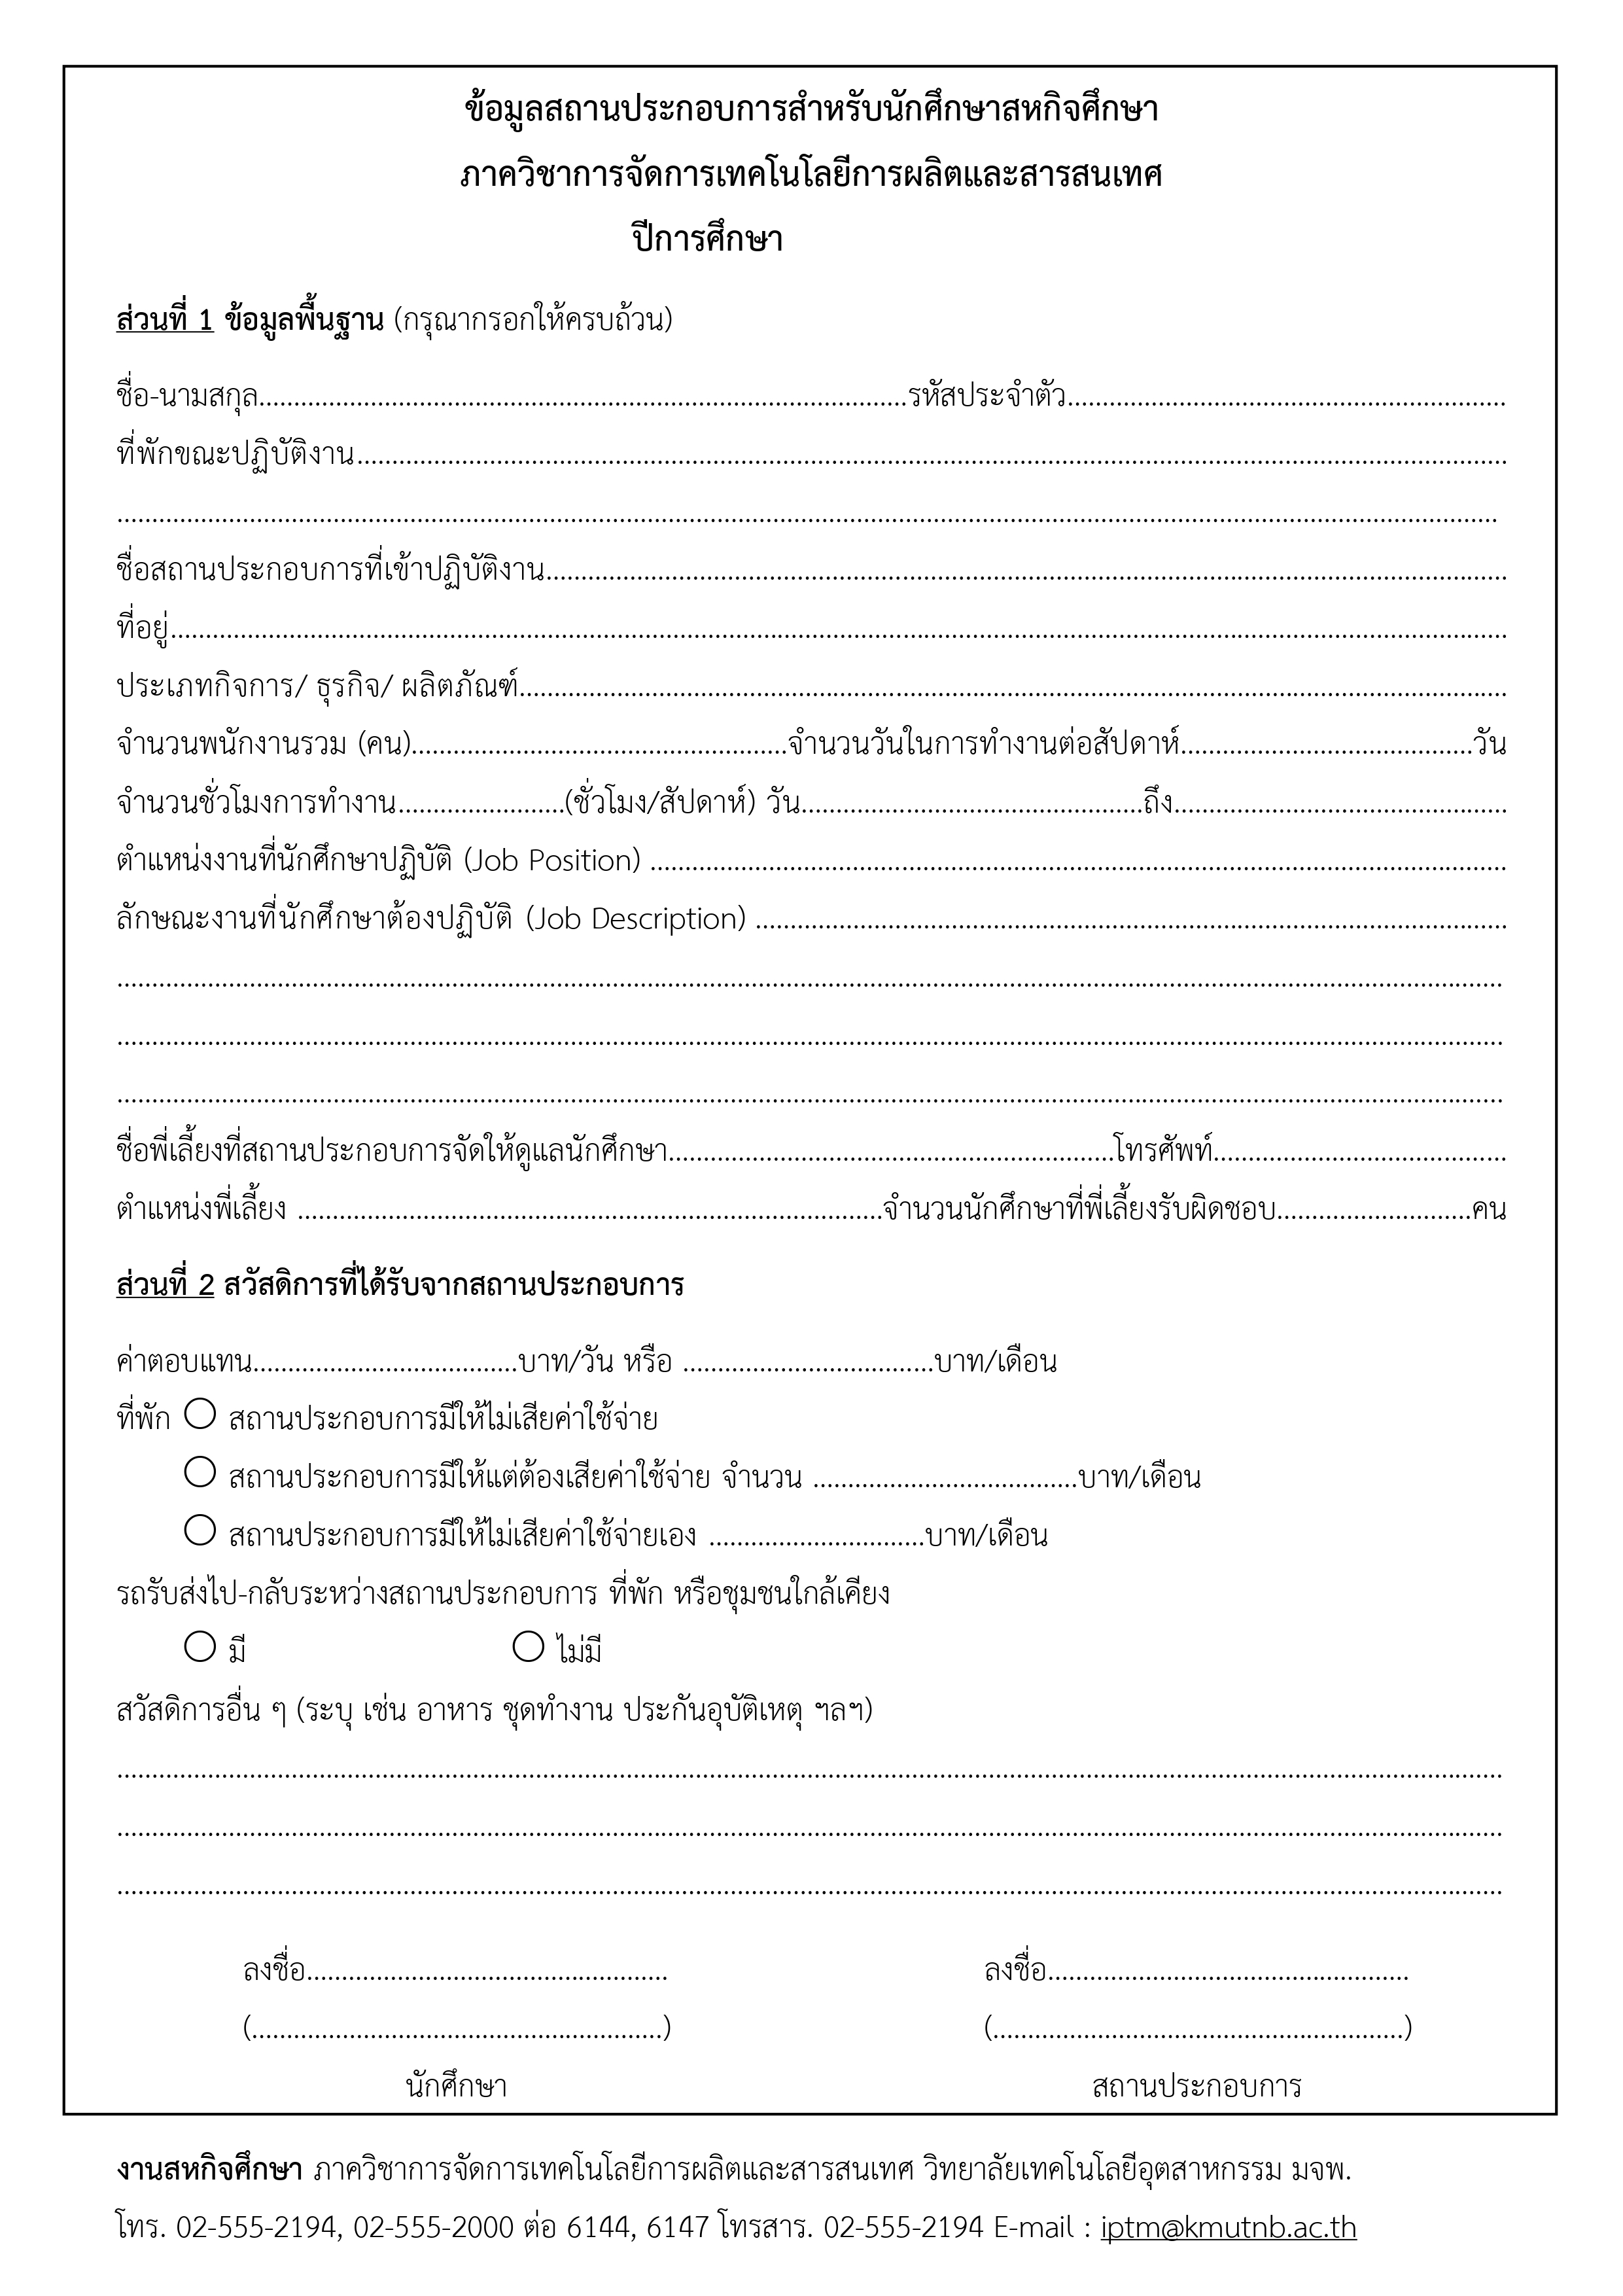 ข้อมูลสถานประกอบการสำหรับนักศึกษาสหกิจศึกษา
ภาควิชาการจัดการเทคโนโลยีการผลิตและสารสนเทศ
ปีการศึกษา
ส่วนที่ 1 ข้อมูลพื้นฐาน (กรุณากรอกให้ครบถ้วน)
ชื่อ-นามสกุล....................รหัสประจำตัว....................
ที่พักขณะปฏิบัติงาน....................
....................
ชื่อสถานประกอบการที่เข้าปฏิบัติงาน....................
ที่อยู่....................
ประเภทกิจการ/ ธุรกิจ/ ผลิตภัณฑ์....................
จำนวนพนักงานรวม (คน)....................จำนวนวันในการทำงานต่อสัปดาห์....................วัน
จำนวนชั่วโมงการทำงาน....................(ชั่วโมง/สัปดาห์) วัน....................ถึง....................
ตำแหน่งงานที่นักศึกษาปฏิบัติ (Job Position) ....................
ลักษณะงานที่นักศึกษาต้องปฏิบัติ (Job Description) ....................
....................
....................
....................
ชื่อพี่เลี้ยงที่สถานประกอบการจัดให้ดูแลนักศึกษา....................โทรศัพท์....................
ตำแหน่งพี่เลี้ยง ....................จำนวนนักศึกษาที่พี่เลี้ยงรับผิดชอบ....................คน
ส่วนที่ 2 สวัสดิการที่ได้รับจากสถานประกอบการ
ค่าตอบแทน....................บาท/วัน หรือ ....................บาท/เดือน
ที่พัก ○ สถานประกอบการมีให้ไม่เสียค่าใช้จ่าย
○ สถานประกอบการมีให้แต่ต้องเสียค่าใช้จ่าย จำนวน ....................บาท/เดือน
○ สถานประกอบการมีให้ไม่เสียค่าใช้จ่ายเอง ....................บาท/เดือน
รถรับส่งไป-กลับระหว่างสถานประกอบการ ที่พัก หรือชุมชนใกล้เคียง
○ มี ○ ไม่มี
สวัสดิการอื่น ๆ (ระบุ เช่น อาหาร ชุดทำงาน ประกันอุบัติเหตุ ฯลฯ)
....................
....................
....................
ลงชื่อ.................... ลงชื่อ....................
(....................) (....................)
นักศึกษา สถานประกอบการ
งานสหกิจศึกษา ภาควิชาการจัดการเทคโนโลยีการผลิตและสารสนเทศ วิทยาลัยเทคโนโลยีอุตสาหกรรม มจพ.
โทร. 02-555-2194, 02-555-2000 ต่อ 6144, 6147 โทรสาร. 02-555-2194 E-mail : iptm@kmutnb.ac.th